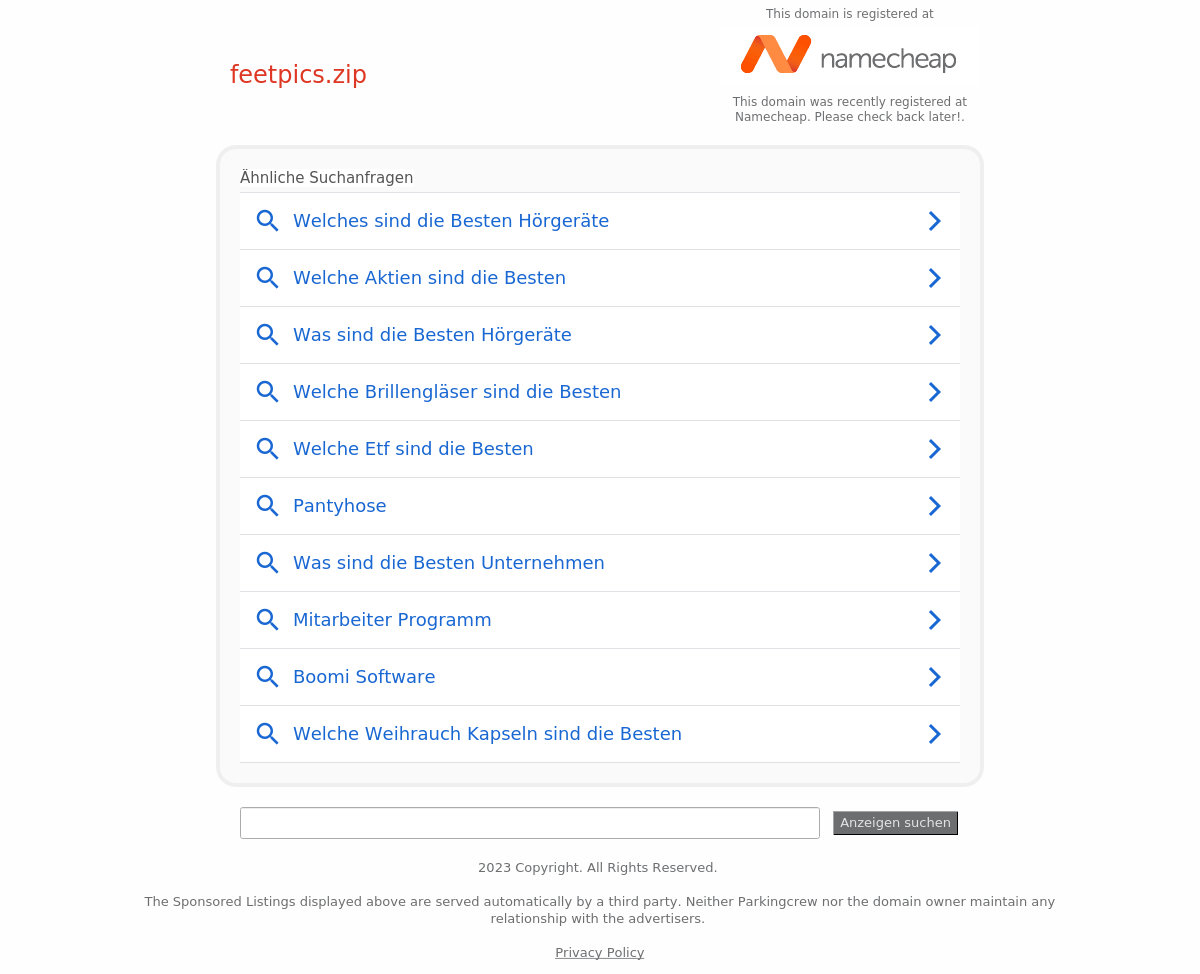 This domain is registered at
namecheap
feetpics.zip
This domain was recently registered at
Namecheap. Please check back later!.
Ähnliche Suchanfragen
Welches sind die Besten Hörgeräte
Welche Aktien sind die Besten
Was sind die Besten Hörgeräte
Welche Brillengläser sind die Besten
Welche Etf sind die Besten
Pantyhose
Was sind die Besten Unternehmen
Mitarbeiter Programm
Boomi Software
Welche Weihrauch Kapseln sind die Besten
Anzeigen suchen
2023 Copyright. All Rights Reserved.
The Sponsored Listings displayed above are served automatically by a third party. Neither Parkingcrew nor the domain owner maintain any
relationship with the advertisers.
Privacy Policy